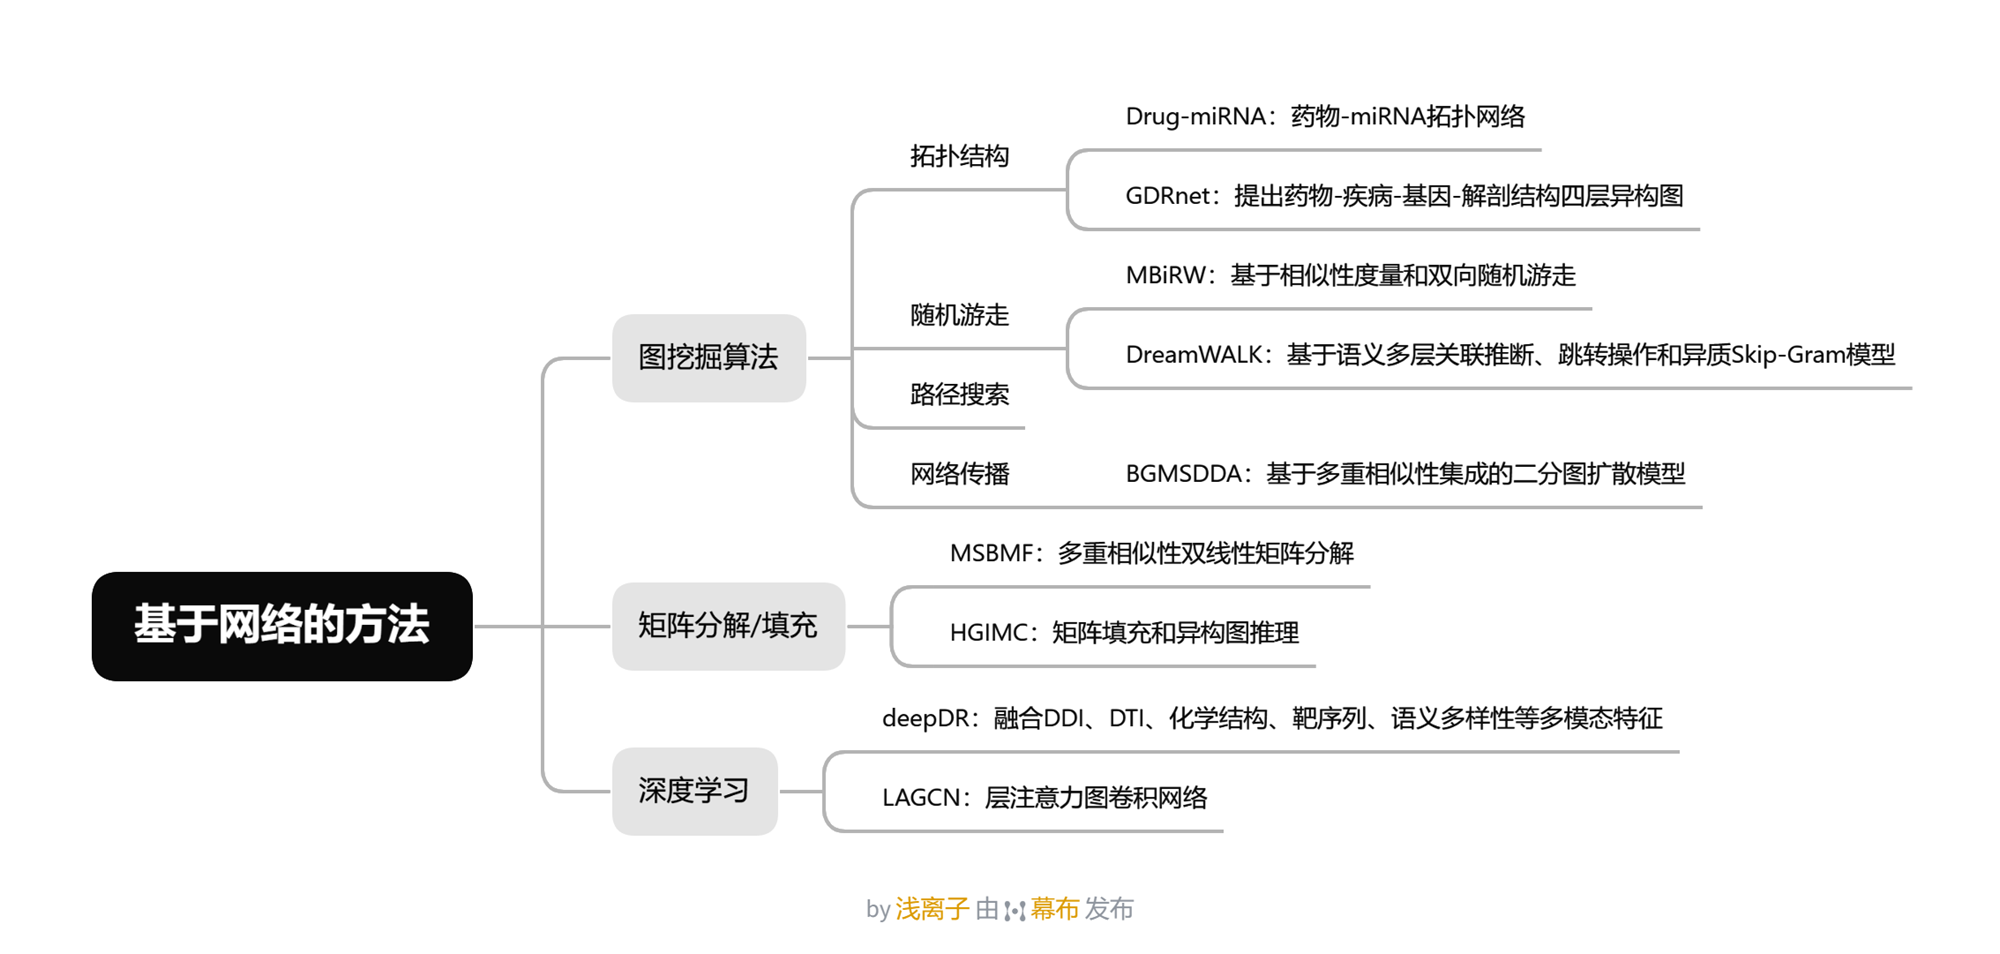 基于网络的方法
图挖掘算法
拓扑结构
Drug-miRNA：药物-miRNA拓扑网络
GDRnet：提出药物-疾病-基因-解剖结构四层异构图
随机游走
MBiRW：基于相似性度量和双向随机游走
DreamWALK：基于语义多层关联推断、跳转操作和异质Skip-Gram模型
路径搜索
网络传播
BGMSDDA：基于多重相似性集成的二分图扩散模型
矩阵分解/填充
MSBMF：多重相似性双线性矩阵分解
HGIMC：矩阵填充和异构图推理
深度学习
deepDR：融合DDI、DTI、化学结构、靶序列、语义多样性等多模态特征
LAGCN：层注意力图卷积网络
by 浅离子 由 幕布 发布